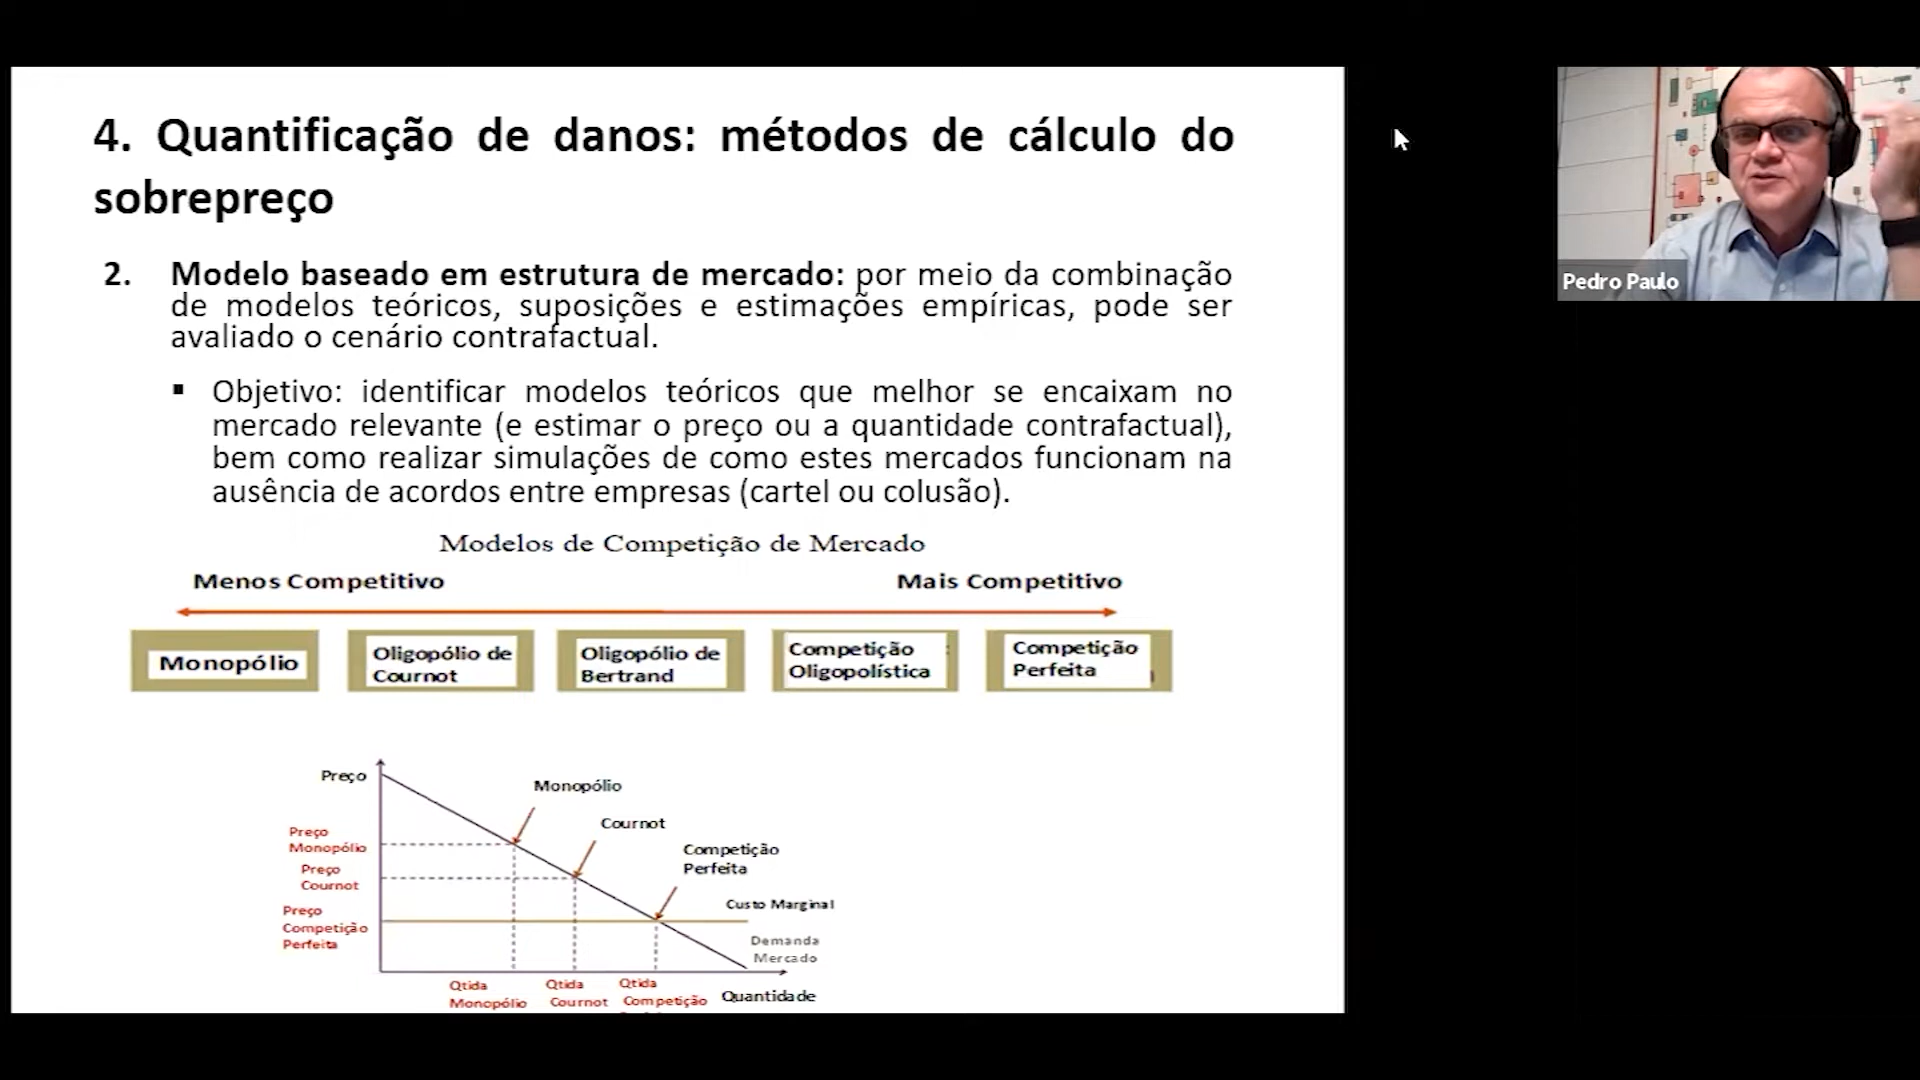 4. Quantificação de danos: métodos de cálculo do
sobrepreço
2. Modelo baseado em estrutura de mercado: por meio da combinação
de modelos teóricos, suposições e estimações empíricas, pode ser
avaliado o cenário contrafactual.
▪ Objetivo: identificar modelos teóricos que melhor se encaixam no
mercado relevante (e estimar o preço ou a quantidade contrafactual),
bem como realizar simulações de como estes mercados funcionam na
ausência de acordos entre empresas (cartel ou colusão).
Modelos de Competição de Mercado
Menos Competitivo
Mais Competitivo
Monopólio
Oligopólio de
Cournot
Oligopólio de
Bertrand
Competição
Oligopolística
Competição
Perfeita
Preço
Monopólio
Cournot
Competição
Perfeita
Preço
Monopólio
Preço
Cournot
Preço
Competição
Perfeita
Custo Marginal
Demanda
Mercado
Qtida
Monopólio
Qtida
Cournot
Qtida
Competição
Quantidade
Pedro Paulo